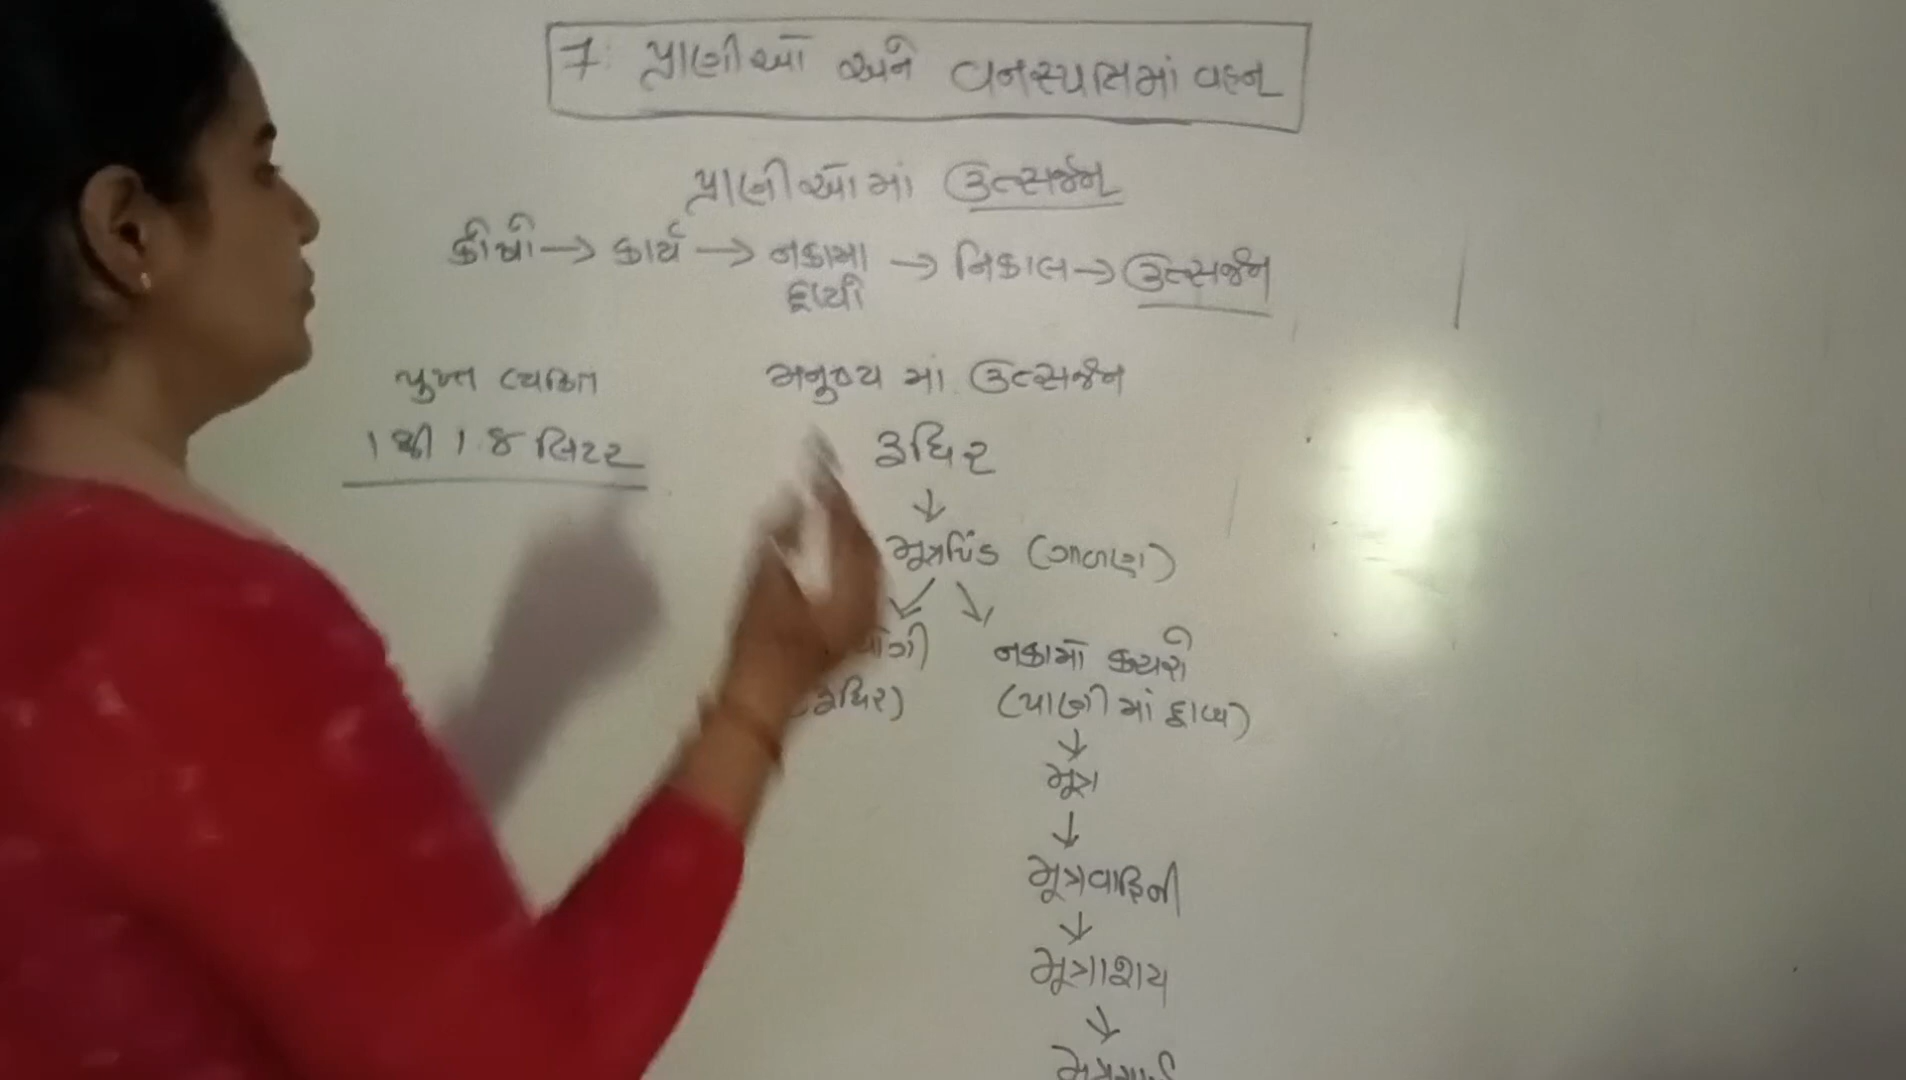 7. પ્રાણીઓ અને વનસ્પતિમાં વહન
પ્રાણીઓમાં ઉત્સર્જન
કોષો → કાર્ય → નકામા → નિકાલ → ઉત્સર્જન
દ્રવ્યો
પુખ્ત વ્યકિત
1 થી 1.8 લિટર
મનુષ્ય માં ઉત્સર્જન
રૂધિર
↓
મૂત્રપિંડ (ગાળણ)
નકામો કચરો
રૂધિર)
(પાણી માં દ્રાવ્ય)
↓
મૂત્ર
↓
મૂત્રવાહિની
↓
મૂત્રાશય
↓